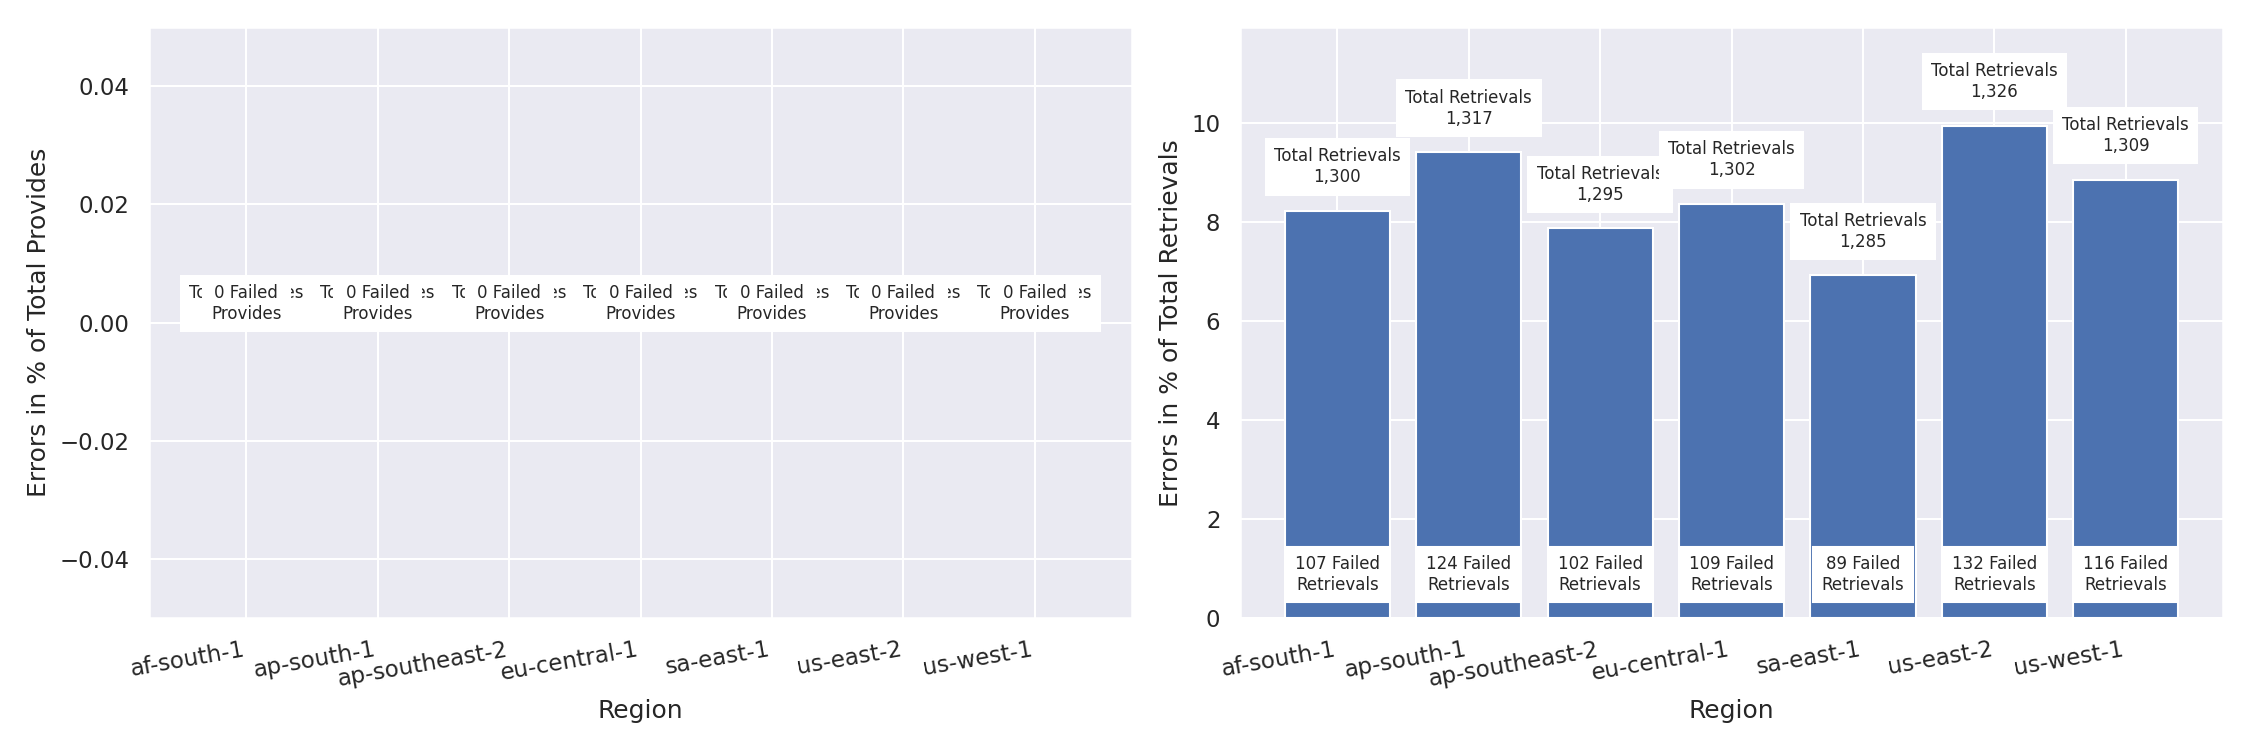 Errors in % of Total Provides
0.04
0.02
0.00
−0.02
−0.04
0 Failed
Provides
0 Failed
Provides
0 Failed
Provides
0 Failed
Provides
0 Failed
Provides
0 Failed
Provides
0 Failed
Provides
af-south-1
ap-south-1
ap-southeast-2
eu-central-1
sa-east-1
us-east-2
us-west-1
Region
Errors in % of Total Retrievals
10
8
6
4
2
0
Total Retrievals
1,300
Total Retrievals
1,317
Total Retrievals
1,295
Total Retrievals
1,302
Total Retrievals
1,285
Total Retrievals
1,326
Total Retrievals
1,309
107 Failed
Retrievals
124 Failed
Retrievals
102 Failed
Retrievals
109 Failed
Retrievals
89 Failed
Retrievals
132 Failed
Retrievals
116 Failed
Retrievals
af-south-1
ap-south-1
ap-southeast-2
eu-central-1
sa-east-1
us-east-2
us-west-1
Region